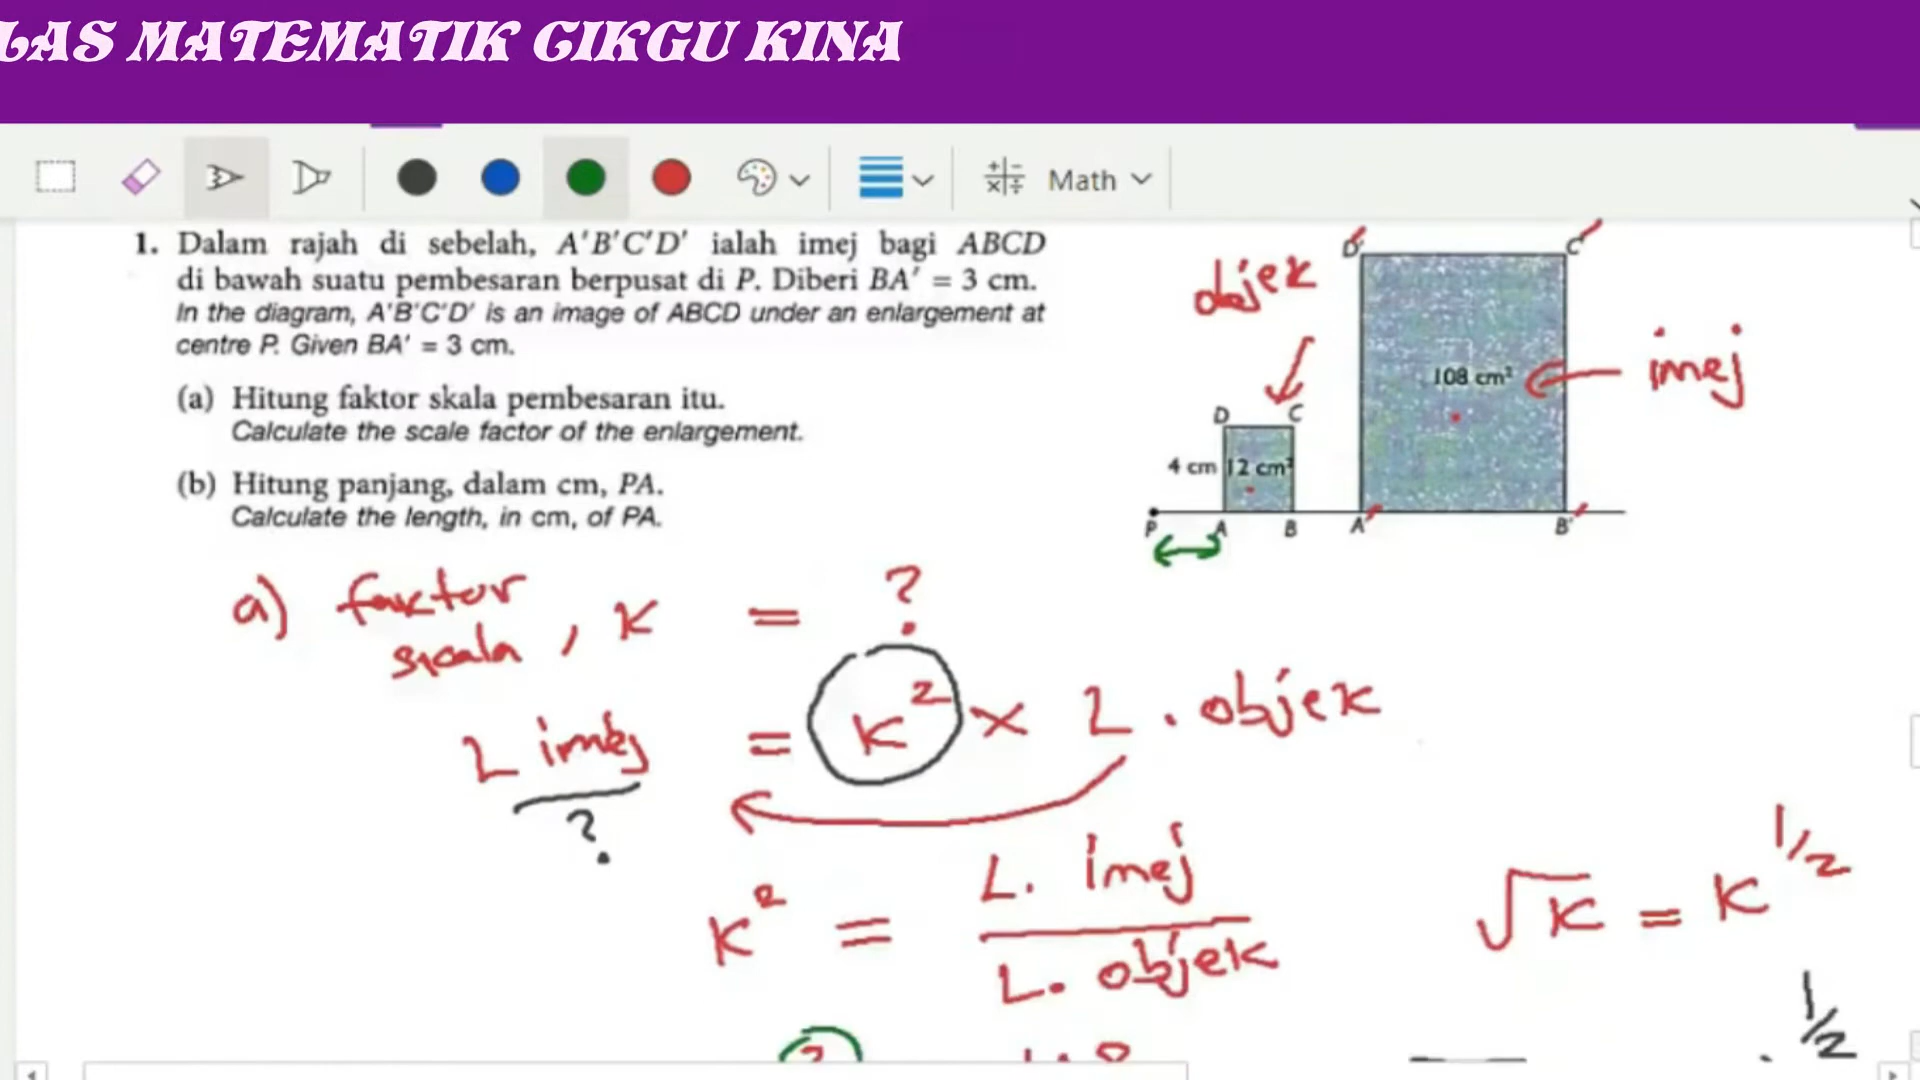 LAS MATEMATIK CIKGU KINA
Math
1. Dalam rajah di sebelah, A'B'C'D' ialah imej bagi ABCD
di bawah suatu pembesaran berpusat di P. Diberi BA' = 3 cm.
In the diagram, A'B'C'D' is an image of ABCD under an enlargement at
centre P. Given BA' = 3 cm.
(a) Hitung faktor skala pembesaran itu.
Calculate the scale factor of the enlargement.
(b) Hitung panjang, dalam cm, PA.
Calculate the length, in cm, of PA.
D' C'
objek
108 cm²
imej
D C
4 cm 12 cm²
P A B A' B'
a) faktor skala, K = ?
L imej = K² × L. objek
?
K² = L. imej / L. objek
√K = K^1/2
1/2